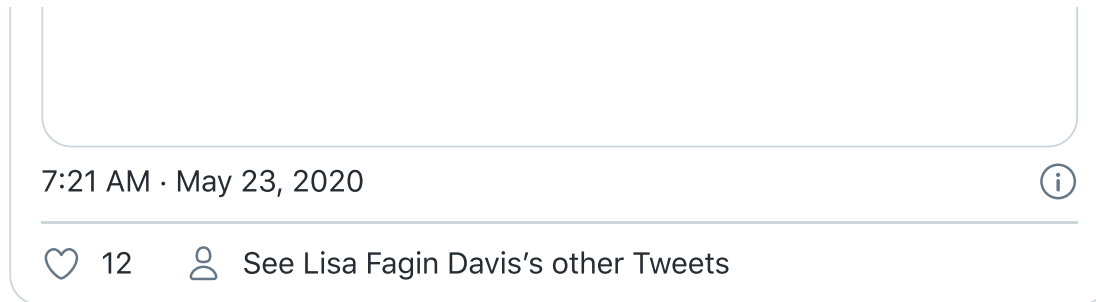 7:21 AM · May 23, 2020
12 See Lisa Fagin Davis’s other Tweets